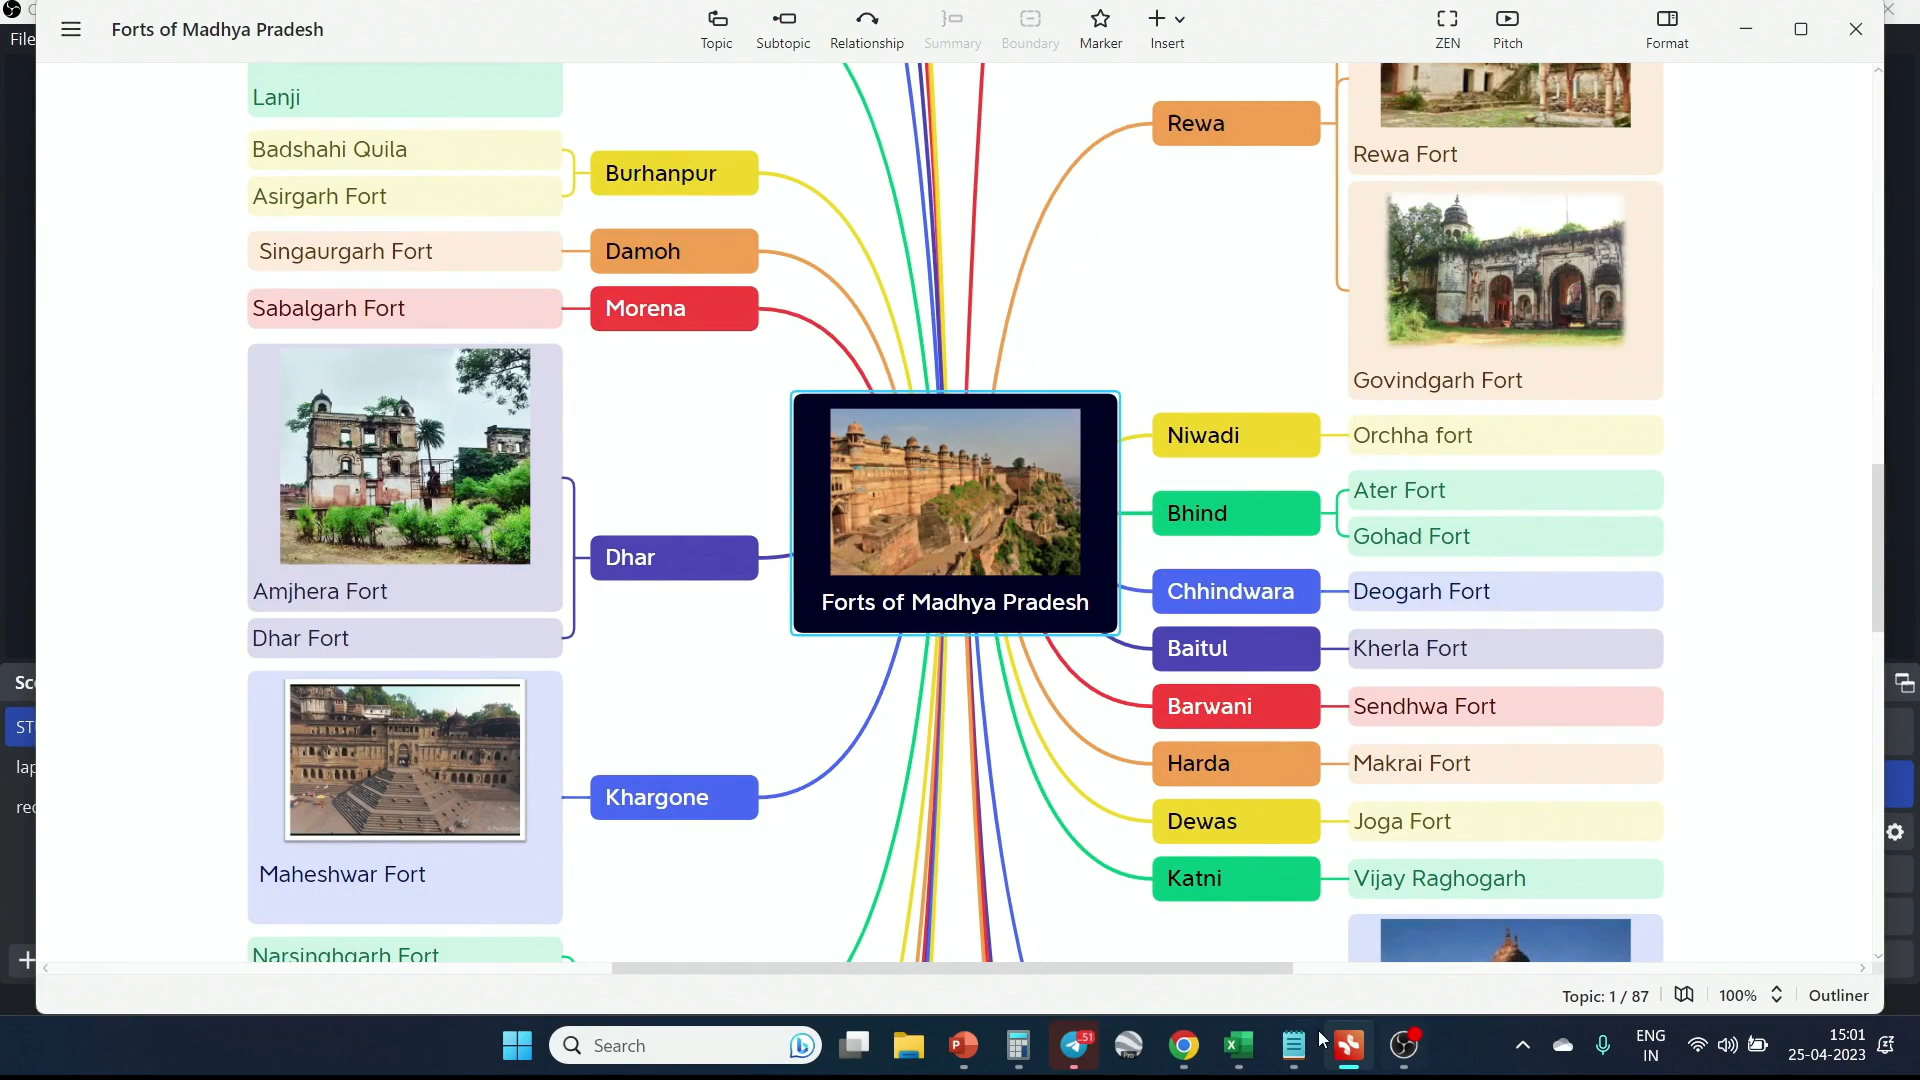 File
Forts of Madhya Pradesh
Topic
Subtopic
Relationship
Summary
Boundary
Marker
Insert
ZEN
Pitch
Format
Lanji
Badshahi Quila
Asirgarh Fort
Burhanpur
Singaurgarh Fort
Damoh
Sabalgarh Fort
Morena
Amjhera Fort
Dhar Fort
Dhar
Maheshwar Fort
Khargone
Narsinghgarh Fort
Forts of Madhya Pradesh
Rewa
Rewa Fort
Govindgarh Fort
Niwadi
Orchha fort
Bhind
Ater Fort
Gohad Fort
Chhindwara
Deogarh Fort
Baitul
Kherla Fort
Barwani
Sendhwa Fort
Harda
Makrai Fort
Dewas
Joga Fort
Katni
Vijay Raghogarh
Topic: 1 / 87
100%
Outliner
Search
51
Pro
ENG
IN
15:01
25-04-2023